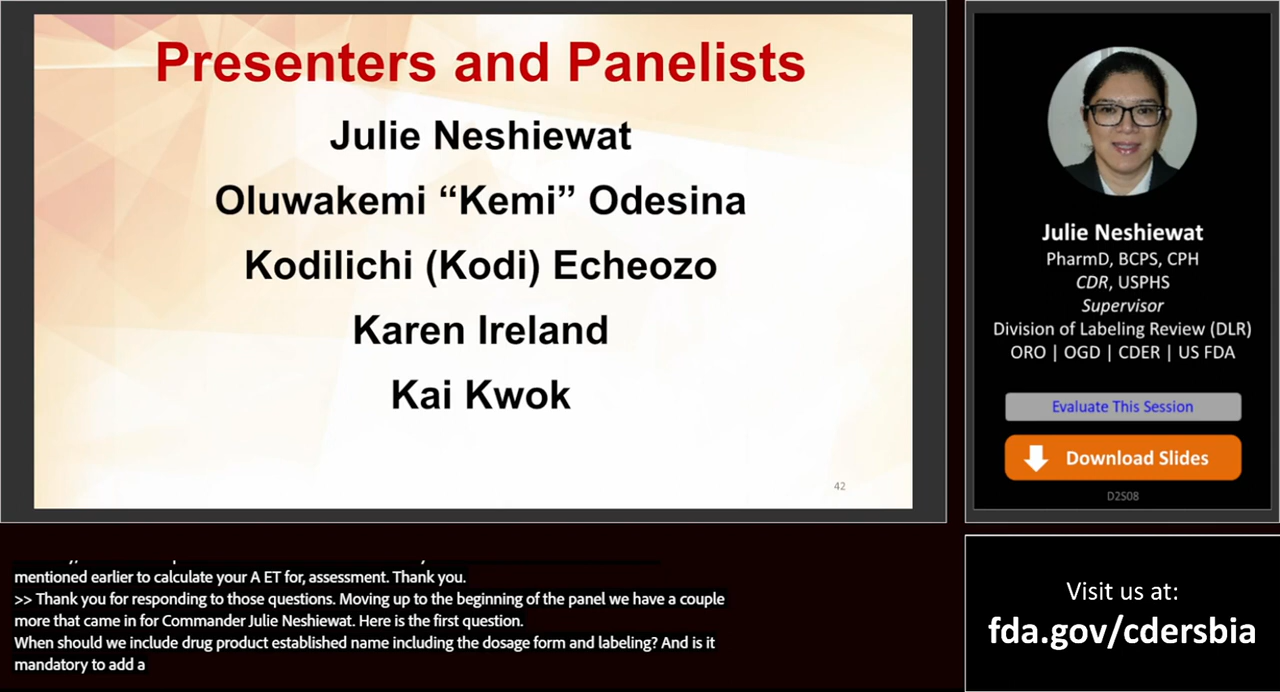 Presenters and Panelists
Julie Neshiewat
Oluwakemi “Kemi” Odesina
Kodilichi (Kodi) Echeozo
Karen Ireland
Kai Kwok
42
Julie Neshiewat
PharmD, BCPS, CPH
CDR, USPHS
Supervisor
Division of Labeling Review (DLR)
ORO | OGD | CDER | US FDA
Evaluate This Session
Download Slides
D2S08
mentioned earlier to calculate your A ET for, assessment. Thank you.
>> Thank you for responding to those questions. Moving up to the beginning of the panel we have a couple
more that came in for Commander Julie Neshiewat. Here is the first question.
When should we include drug product established name including the dosage form and labeling? And is it
mandatory to add a
Visit us at:
fda.gov/cdersbia